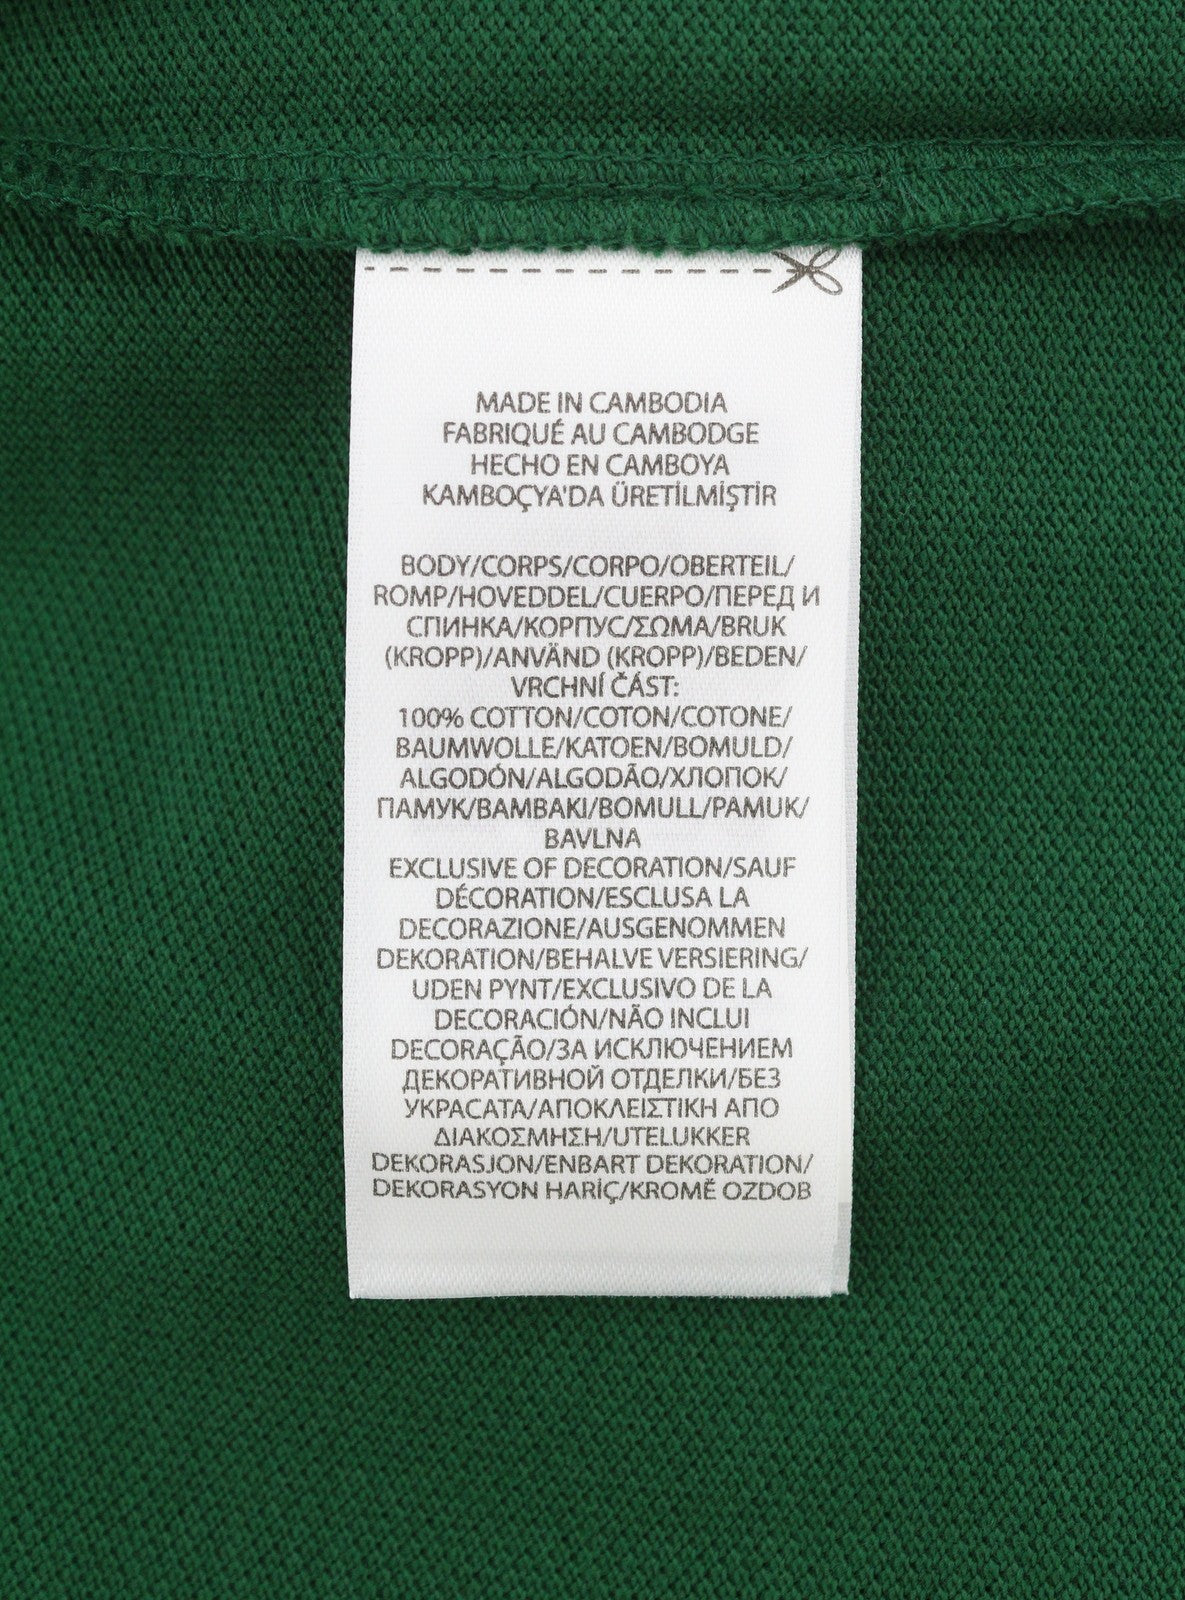 MADE IN CAMBODIA
FABRIQUÉ AU CAMBODGE
HECHO EN CAMBOYA
KAMBOÇYA'DA ÜRETİLMİŞTİR
BODY/CORPS/CORPO/OBERTEIL/
ROMP/HOVEDDEL/CUERPO/ПЕРЕД И
СПИНКА/КОРПУС/ΣΩΜΑ/BRUK
(KROPP)/ANVÄND (KROPP)/BEDEN/
VRCHNÍ ČÁST:
100% COTTON/COTON/COTONE/
BAUMWOLLE/KATOEN/BOMULD/
ALGODÓN/ALGODÃO/ХЛОПОК/
ПАМУК/BAMBAKI/BOMULL/PAMUK/
BAVLNA
EXCLUSIVE OF DECORATION/SAUF
DÉCORATION/ESCLUSA LA
DECORAZIONE/AUSGENOMMEN
DEKORATION/BEHALVE VERSIERING/
UDEN PYNT/EXCLUSIVO DE LA
DECORACIÓN/NÃO INCLUI
DECORAÇÃO/ЗА ИСКЛЮЧЕНИЕМ
ДЕКОРАТИВНОЙ ОТДЕЛКИ/БЕЗ
УКРАСАТА/ΑΠΟΚΛΕΙΣΤΙΚΗ ΑΠΟ
ΔΙΑΚΟΣΜΗΣΗ/UTELUKKER
DEKORASJON/ENBART DEKORATION/
DEKORASYON HARİÇ/KROMĚ OZDOB